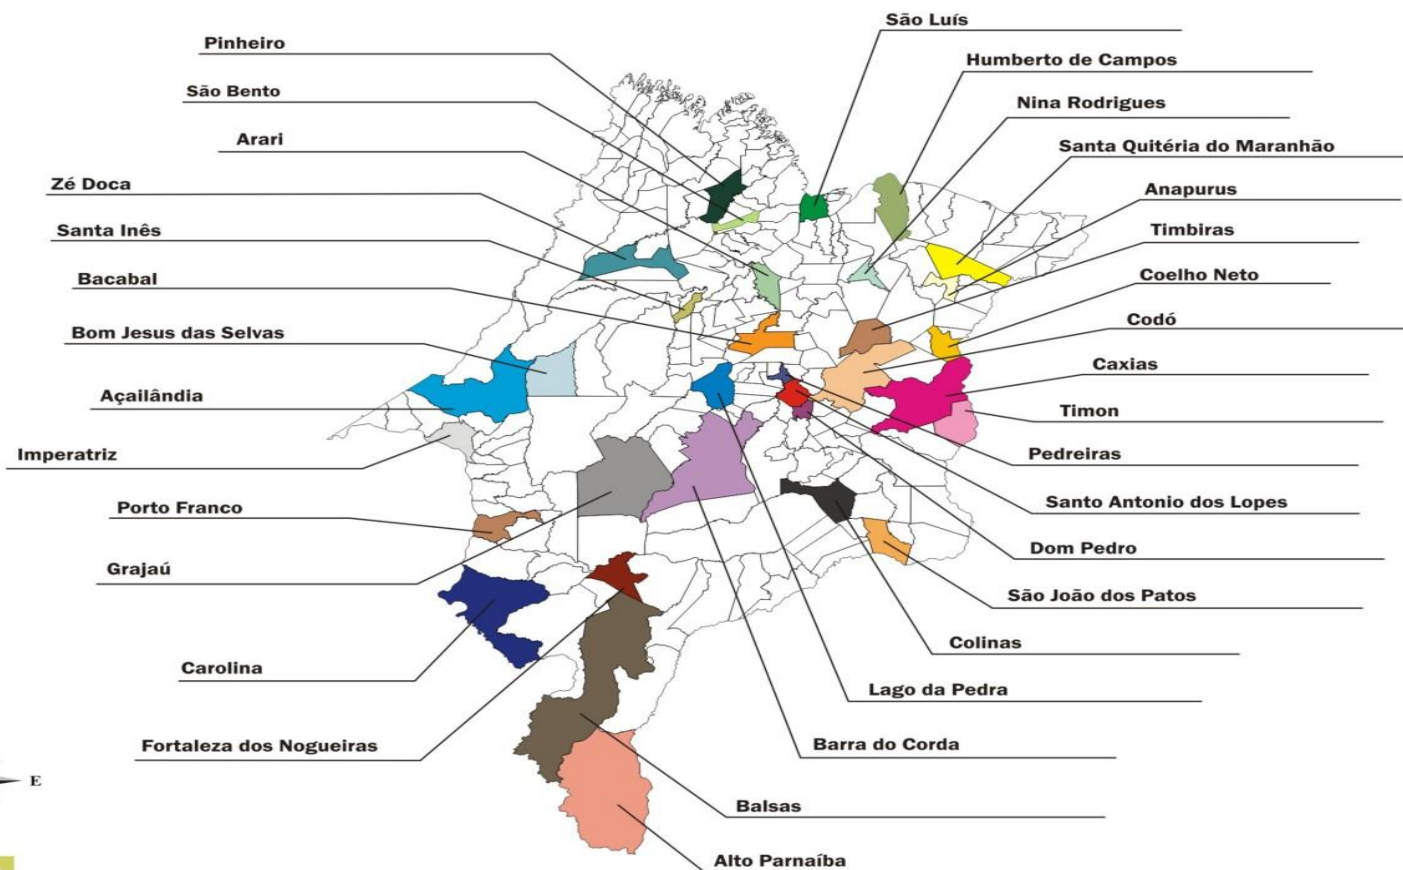 São Luís
Pinheiro
Humberto de Campos
São Bento
Nina Rodrigues
Arari
Santa Quitéria do Maranhão
Zé Doca
Anapurus
Santa Inês
Timbiras
Bacabal
Coelho Neto
Bom Jesus das Selvas
Codó
Caxias
Açailândia
Timon
Imperatriz
Pedreiras
Santo Antonio dos Lopes
Porto Franco
Dom Pedro
Grajaú
São João dos Patos
Colinas
Carolina
Lago da Pedra
Fortaleza dos Nogueiras
Barra do Corda
E
Balsas
Alto Parnaíba